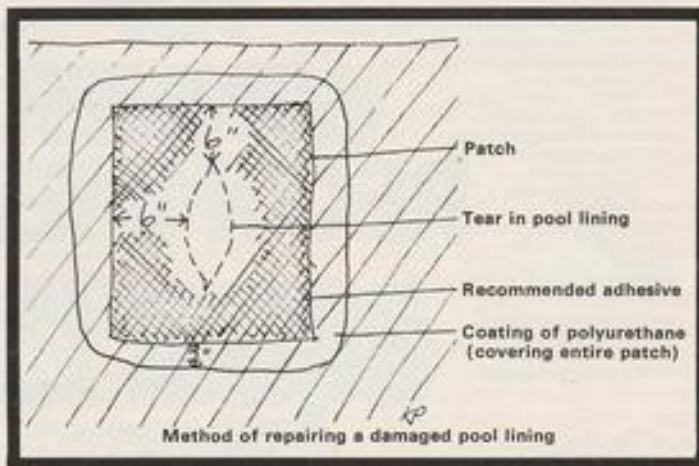 6"
Patch
6"
Tear in pool lining
Recommended adhesive
Coating of polyurethane
(covering entire patch)
KP
Method of repairing a damaged pool lining